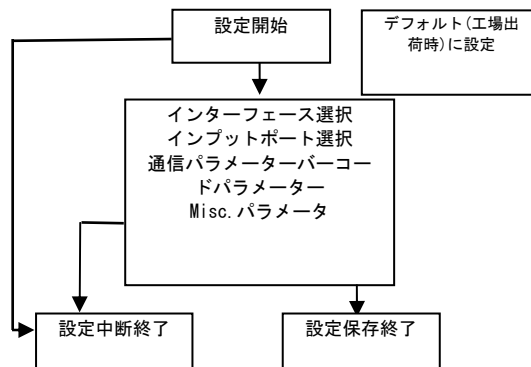 設定開始
デフォルト(工場出
荷時)に設定
インターフェース選択
インプットポート選択
通信パラメーターバーコー
ドパラメーター
Misc.パラメータ
設定中断終了
設定保存終了